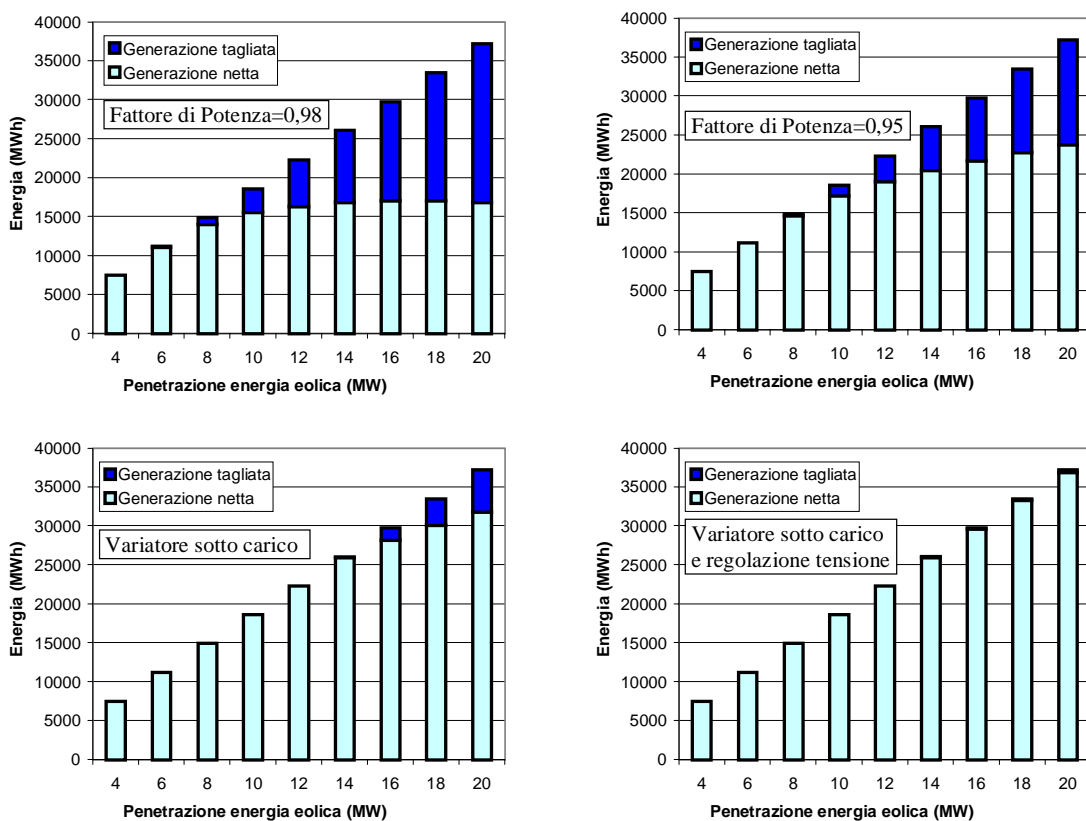 40000
35000
30000
25000
20000
15000
10000
5000
0
Energia (MWh)
Generazione tagliata
Generazione netta
Fattore di Potenza=0,98
4 6 8 10 12 14 16 18 20
Penetrazione energia eolica (MW)
40000
35000
30000
25000
20000
15000
10000
5000
0
Energia (MWh)
Generazione tagliata
Generazione netta
Fattore di Potenza=0,95
4 6 8 10 12 14 16 18 20
Penetrazione energia eolica (MW)
40000
35000
30000
25000
20000
15000
10000
5000
0
Energia (MWh)
Generazione tagliata
Generazione netta
Variatore sotto carico
4 6 8 10 12 14 16 18 20
Penetrazione energia eolica (MW)
40000
35000
30000
25000
20000
15000
10000
5000
0
Energia (MWh)
Generazione tagliata
Generazione netta
Variatore sotto carico
e regolazione tensione
4 6 8 10 12 14 16 18 20
Penetrazione energia eolica (MW)